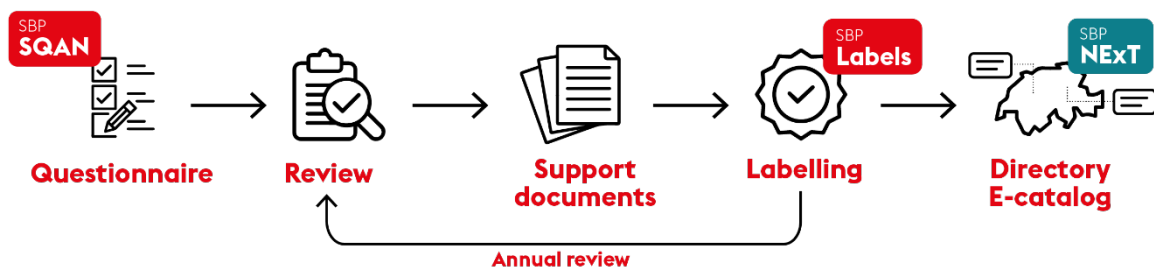 SBP
SQAN
SBP
Labels
SBP
NExT
Questionnaire
Review
Support
documents
Labelling
Directory
E-catalog
Annual review